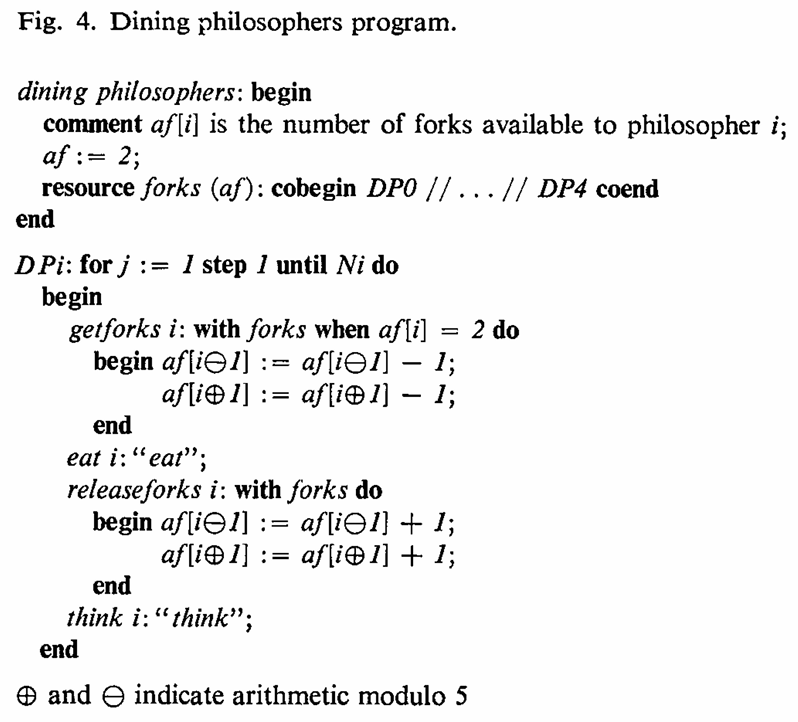 Fig. 4. Dining philosophers program.
dining philosophers: begin
comment af[i] is the number of forks available to philosopher i;
af := 2;
resource forks (af): cobegin DP0 // . . . // DP4 coend
end
DPi: for j := 1 step 1 until Ni do
begin
getforks i: with forks when af[i] = 2 do
begin af[i⊖1] := af[i⊖1] − 1;
af[i⊕1] := af[i⊕1] − 1;
end
eat i: “eat”;
releaseforks i: with forks do
begin af[i⊖1] := af[i⊖1] + 1;
af[i⊕1] := af[i⊕1] + 1;
end
think i: “think”;
end
⊕ and ⊖ indicate arithmetic modulo 5